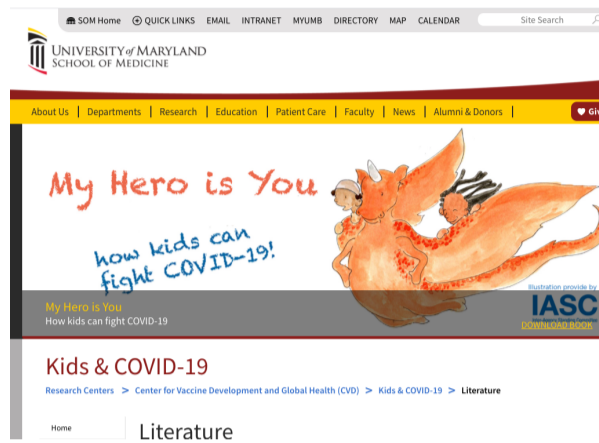 SOM Home QUICK LINKS EMAIL INTRANET MYUMB DIRECTORY MAP CALENDAR Site Search
UNIVERSITY of MARYLAND
SCHOOL OF MEDICINE
About Us | Departments | Research | Education | Patient Care | Faculty | News | Alumni & Donors |
My Hero is You
how kids can
fight COVID-19!
Illustration provide by
IASC
My Hero is You
How kids can fight COVID-19
DOWNLOAD BOOK
Kids & COVID-19
Research Centers > Center for Vaccine Development and Global Health (CVD) > Kids & COVID-19 > Literature
Home
Literature